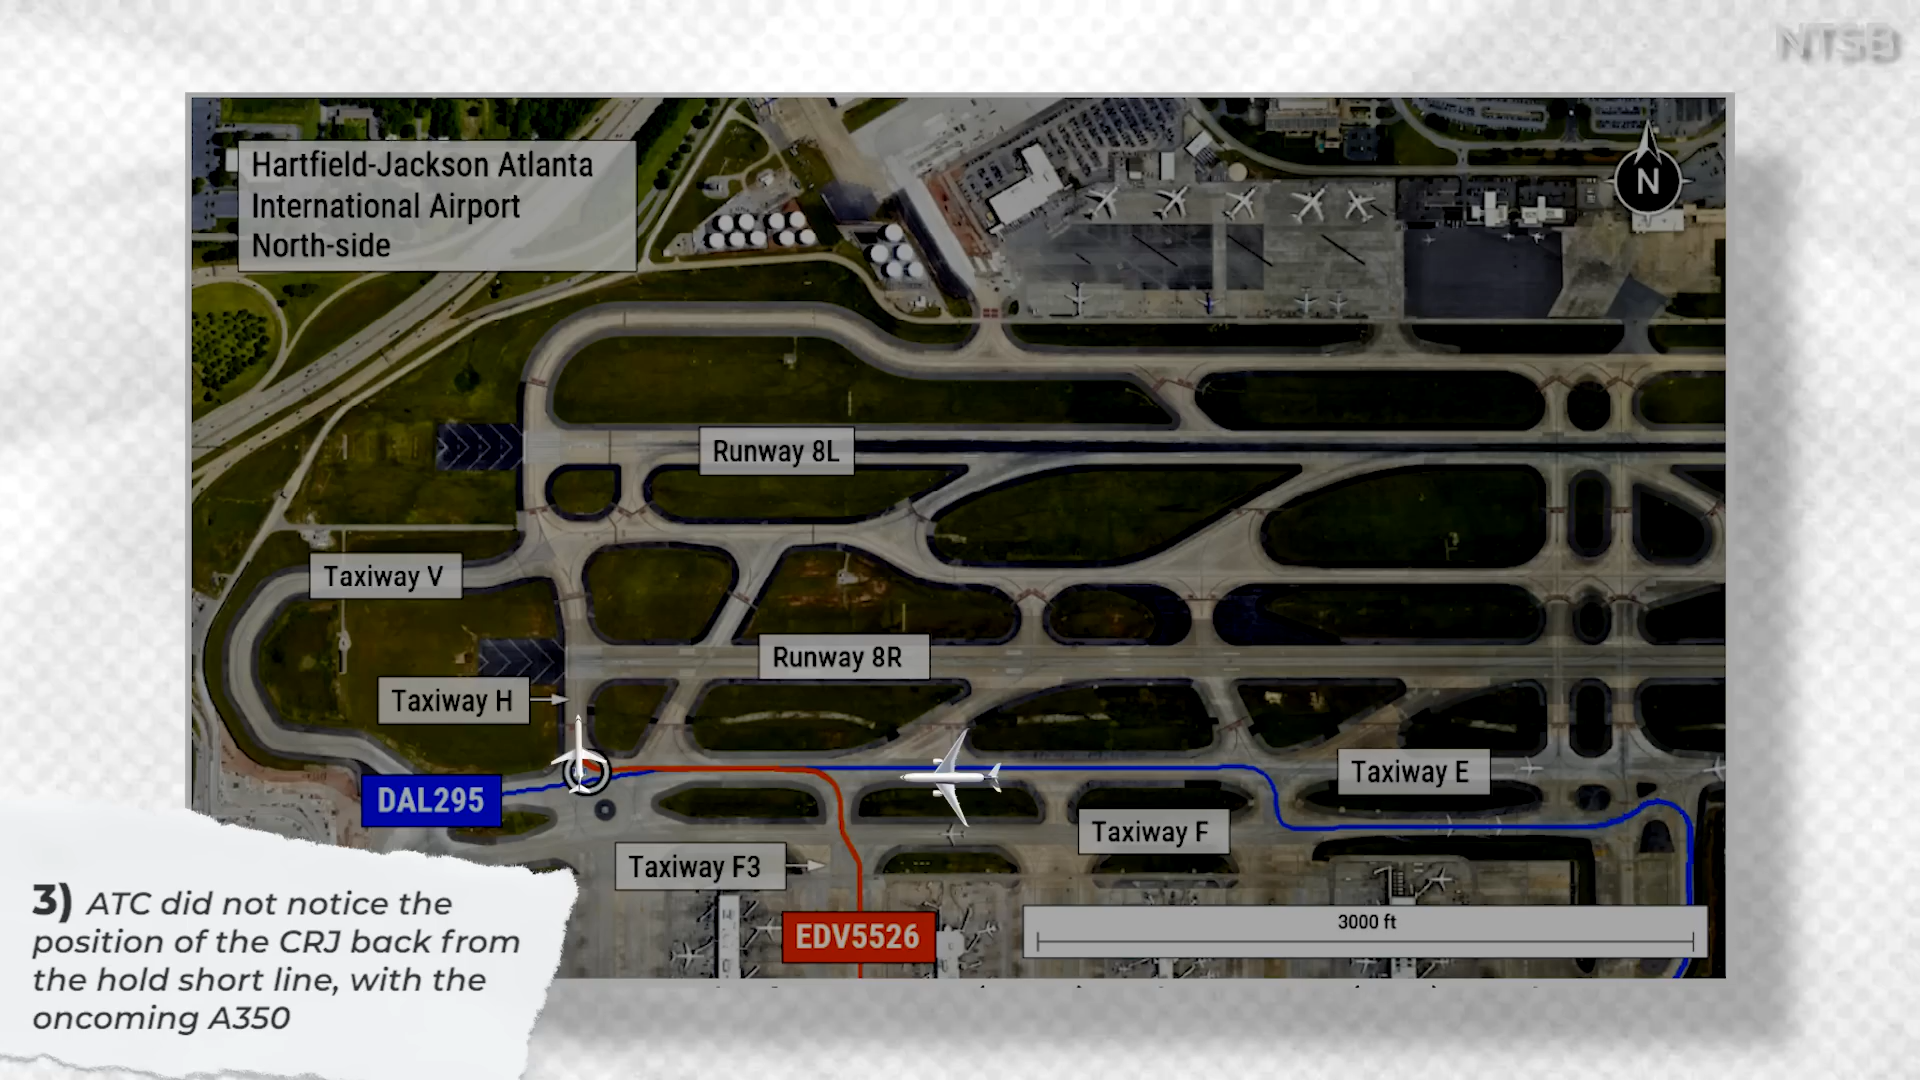 NTSB
Hartfield-Jackson Atlanta
International Airport
North-side
N
Runway 8L
Taxiway V
Runway 8R
Taxiway H
Taxiway E
DAL295
Taxiway F
Taxiway F3
3000 ft
EDV5526
3) ATC did not notice the
position of the CRJ back from
the hold short line, with the
oncoming A350